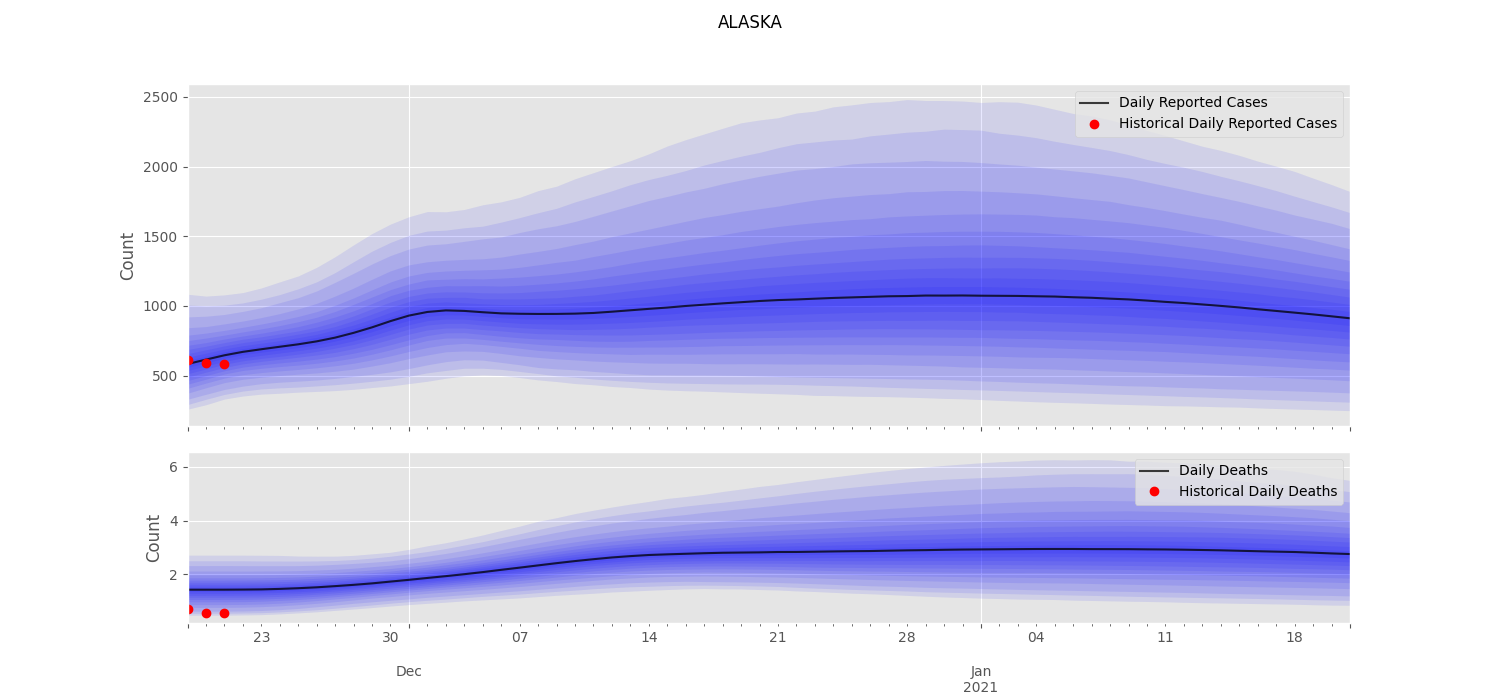 ALASKA
2500
2000
1500
1000
500
Count
Daily Reported Cases
Historical Daily Reported Cases
6
4
2
Count
Daily Deaths
Historical Daily Deaths
23 30 07 14 21 28 04 11 18
Dec Jan
2021